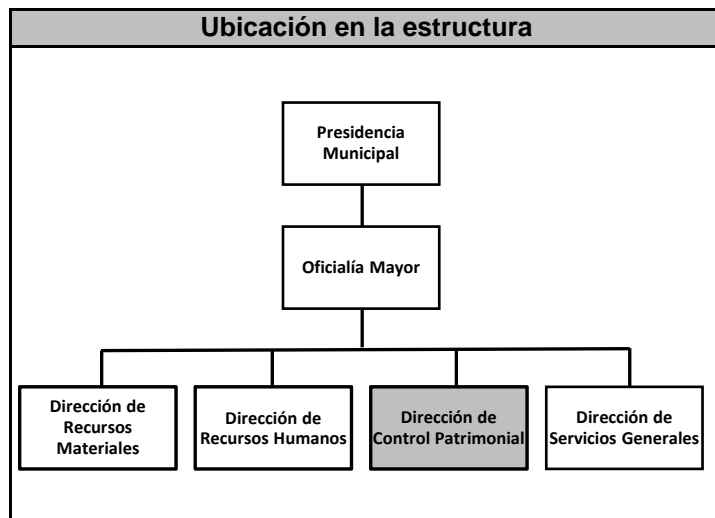 Ubicación en la estructura
Presidencia
Municipal
Oficialía Mayor
Dirección de
Recursos
Materiales
Dirección de
Recursos Humanos
Dirección de
Control Patrimonial
Dirección de
Servicios Generales